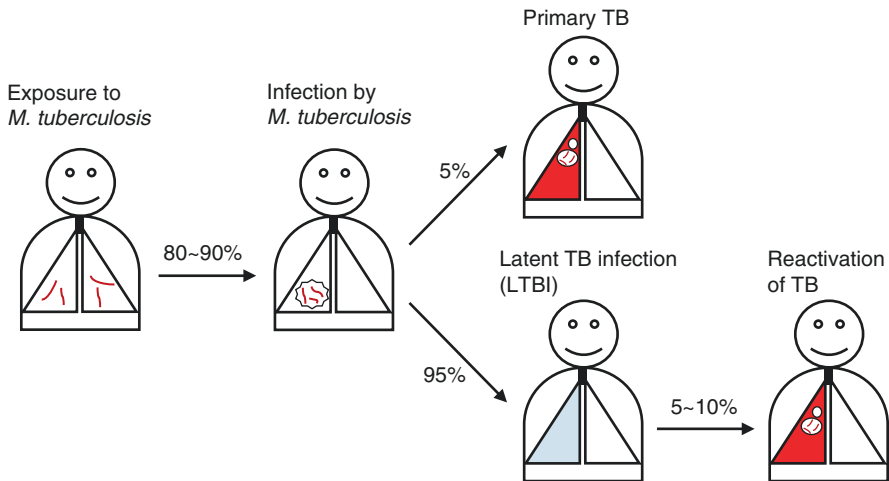 Primary TB
Exposure to
M. tuberculosis
Infection by
M. tuberculosis
5%
80~90%
Latent TB infection
(LTBI)
Reactivation
of TB
95%
5~10%